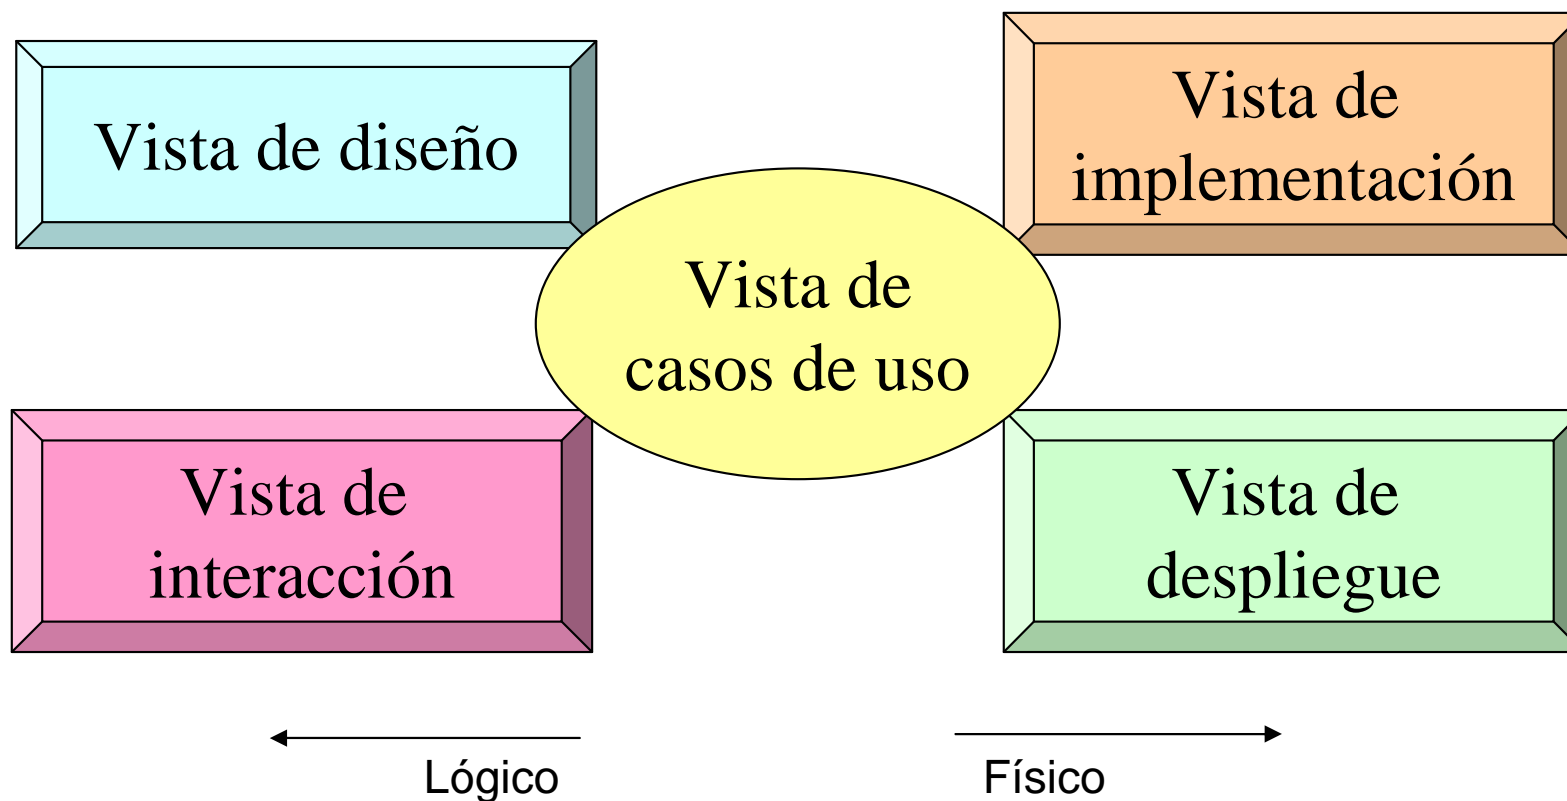 Vista de diseño
Vista de
implementación
Vista de
casos de uso
Vista de
interacción
Vista de
despliegue
Lógico
Físico